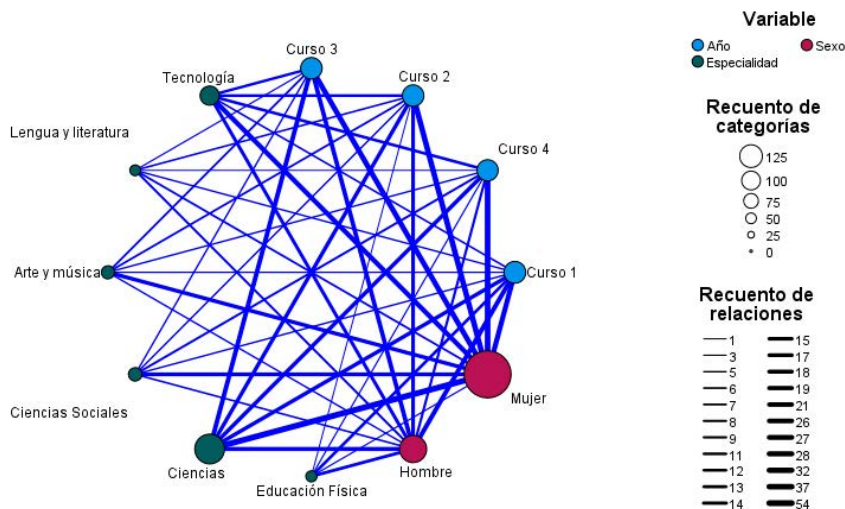 Variable
Año
Sexo
Especialidad
Curso 3
Tecnología
Curso 2
Lengua y literatura
Curso 4
Arte y música
Curso 1
Ciencias Sociales
Mujer
Ciencias
Hombre
Educación Física
Recuento de
categorías
125
100
75
50
25
0
Recuento de
relaciones
1 15
3 17
5 18
6 19
7 21
8 26
9 27
11 28
12 32
13 37
14 54